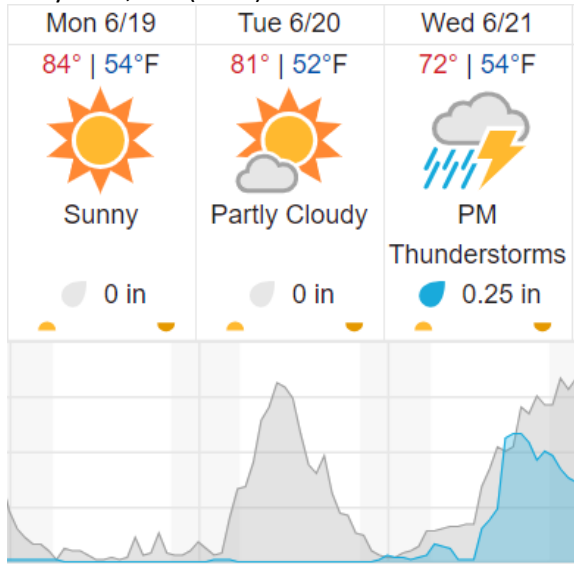 Mon 6/19 Tue 6/20 Wed 6/21
84° | 54°F 81° | 52°F 72° | 54°F
Sunny Partly Cloudy PM
Thunderstorms
0 in 0 in 0.25 in